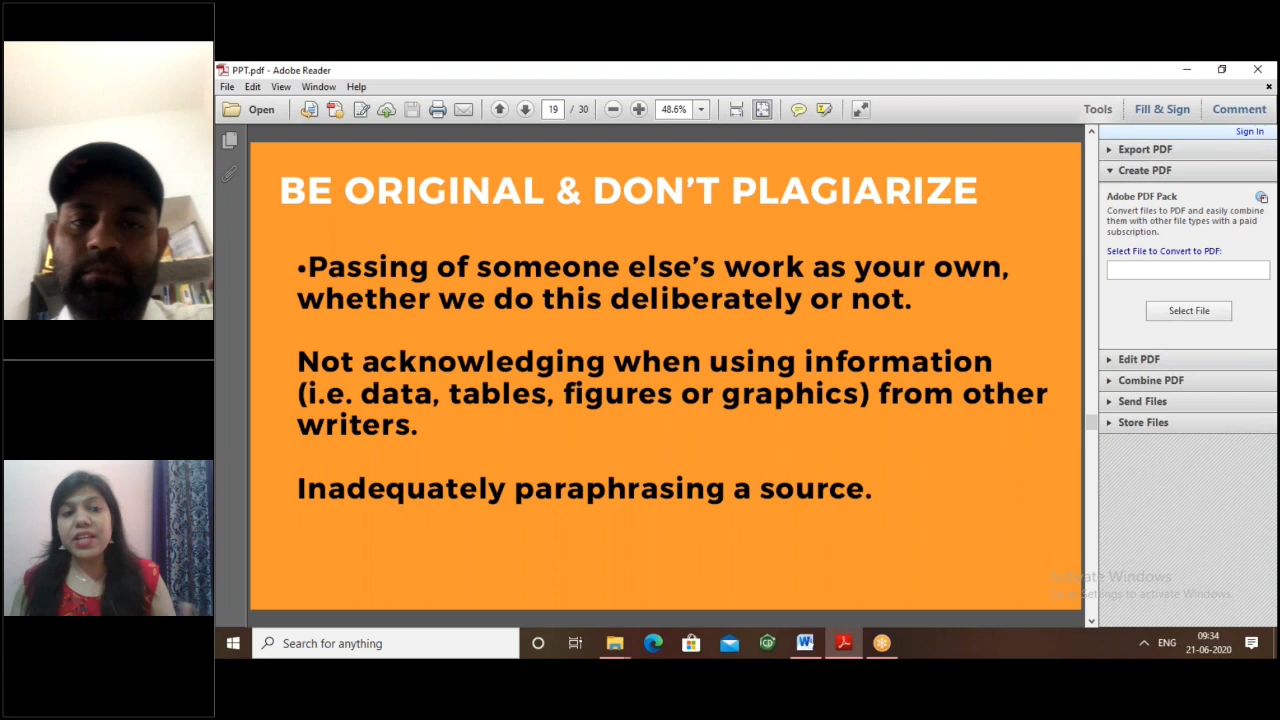 PPT.pdf - Adobe Reader
File Edit View Window Help
Open 19 / 30 48.6% Tools Fill & Sign Comment
Sign In
Export PDF
Create PDF
Adobe PDF Pack
Convert files to PDF and easily combine
them with other file types with a paid
subscription.
Select File to Convert to PDF:
Select File
Edit PDF
Combine PDF
Send Files
Store Files
BE ORIGINAL & DON'T PLAGIARIZE
•Passing of someone else's work as your own,
whether we do this deliberately or not.
Not acknowledging when using information
(i.e. data, tables, figures or graphics) from other
writers.
Inadequately paraphrasing a source.
Activate Windows
Go to Settings to activate Windows.
Search for anything
ENG
09:34
21-06-2020